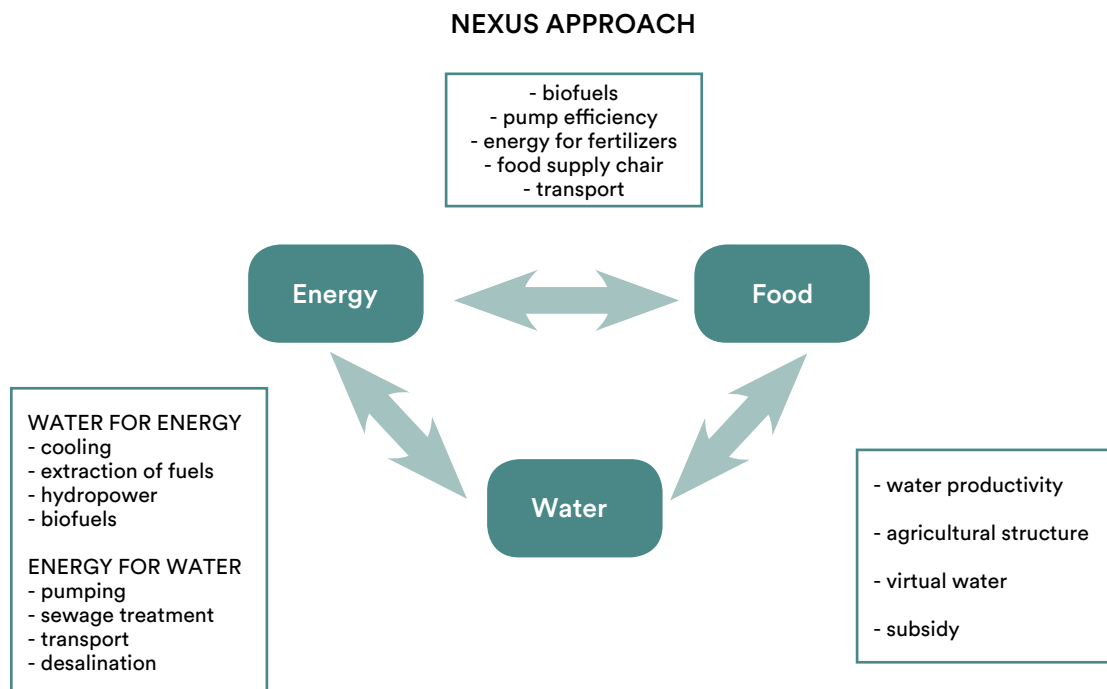 NEXUS APPROACH
- biofuels
- pump efficiency
- energy for fertilizers
- food supply chair
- transport
Energy
Food
WATER FOR ENERGY
- cooling
- extraction of fuels
- hydropower
- biofuels
ENERGY FOR WATER
- pumping
- sewage treatment
- transport
- desalination
Water
- water productivity
- agricultural structure
- virtual water
- subsidy